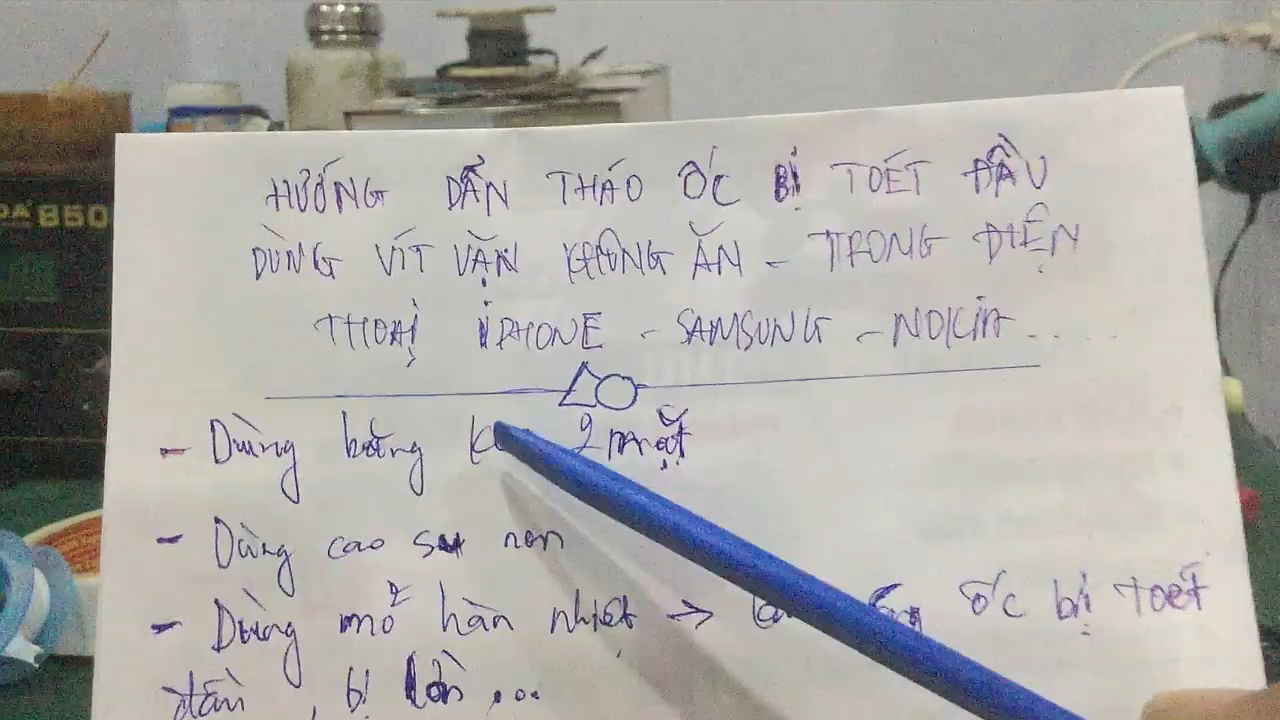 HƯỚNG DẪN THÁO ỐC BỊ TOÉT ĐẦU
DÙNG VÍT VẶN KHÔNG ĂN - TRONG ĐIỆN
THOẠI IPHONE - SAMSUNG - NOKIA.....
850
- Dùng băng 2 mặt
- Dùng cao su non
- Dùng mỏ hàn nhiệt → ốc bị toét
đầu, bị lờn...